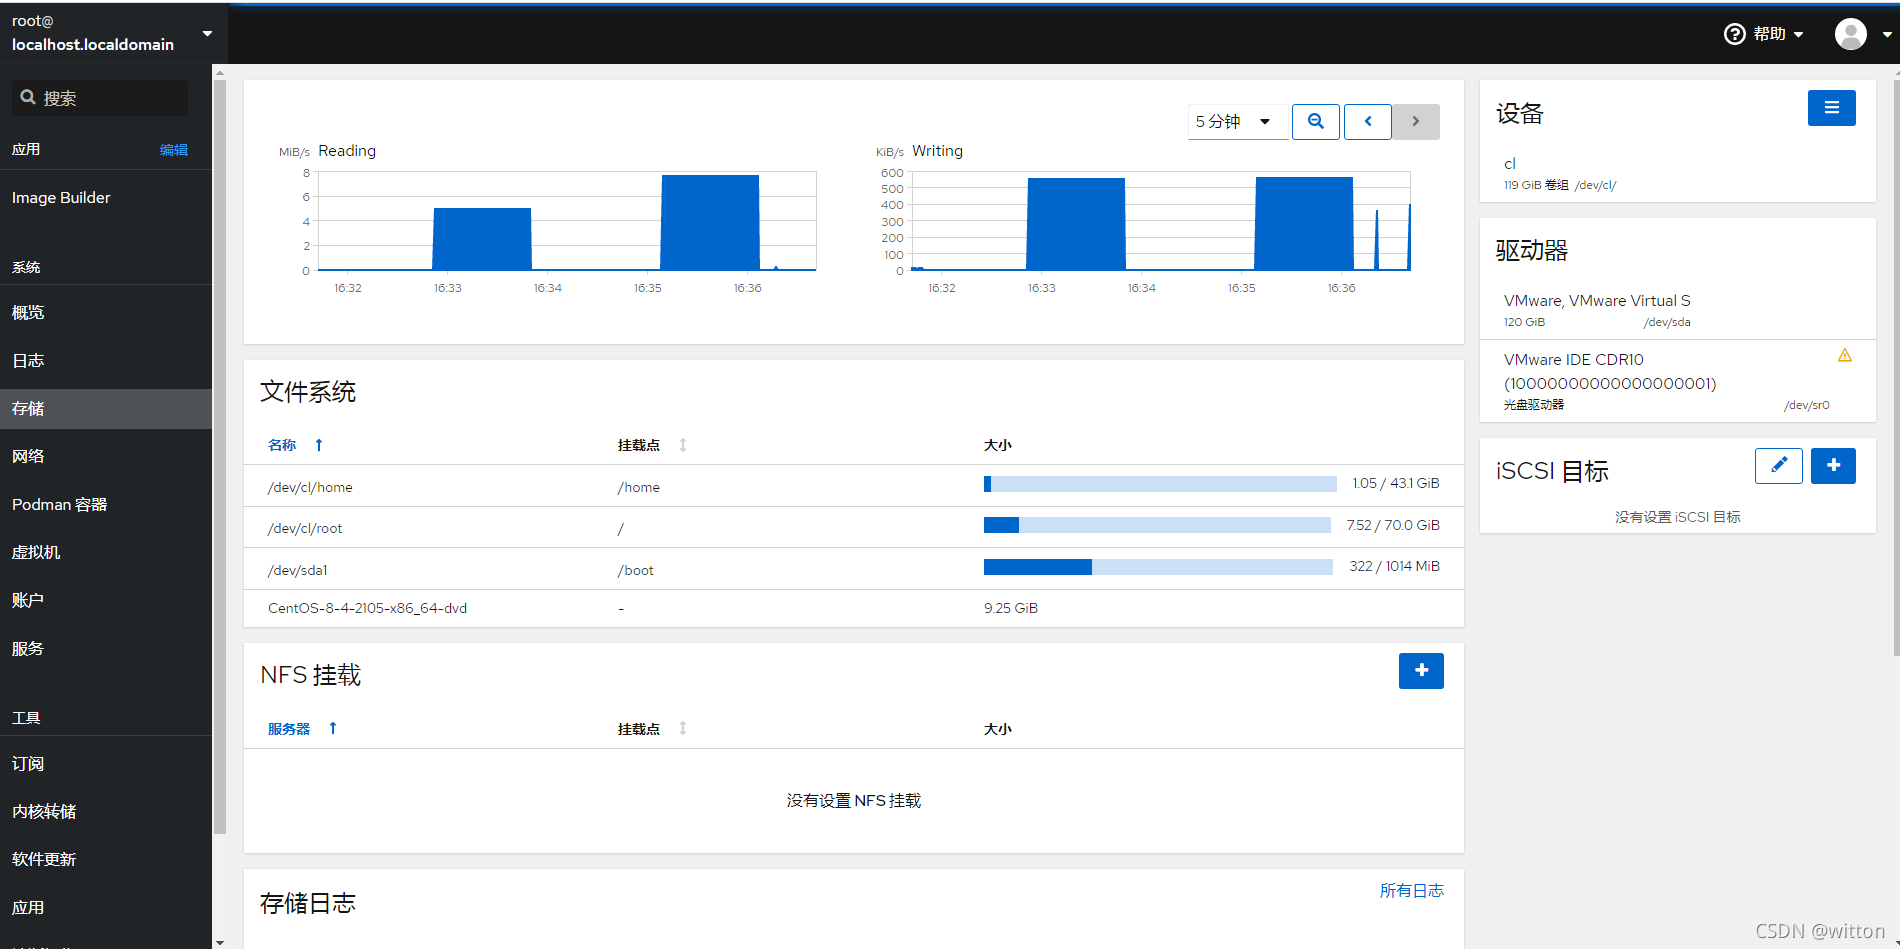 root@
localhost.localdomain
帮助
搜索
应用
编辑
Image Builder
系统
概览
日志
存储
网络
Podman 容器
虚拟机
账户
服务
工具
订阅
内核转储
软件更新
应用
5 分钟
MiB/s Reading
8
6
4
2
0
16:32 16:33 16:34 16:35 16:36
KiB/s Writing
600
500
400
300
200
100
0
16:32 16:33 16:34 16:35 16:36
文件系统
名称 挂载点 大小
/dev/cl/home /home 1.05 / 43.1 GiB
/dev/cl/root / 7.52 / 70.0 GiB
/dev/sda1 /boot 322 / 1014 MiB
CentOS-8-4-2105-x86_64-dvd - 9.25 GiB
NFS 挂载
服务器 挂载点 大小
没有设置 NFS 挂载
存储日志
所有日志
设备
cl
119 GiB 卷组 /dev/cl/
驱动器
VMware, VMware Virtual S
120 GiB /dev/sda
VMware IDE CDR10
(10000000000000000001)
光盘驱动器 /dev/sr0
iSCSI 目标
没有设置 iSCSI 目标
CSDN @witton